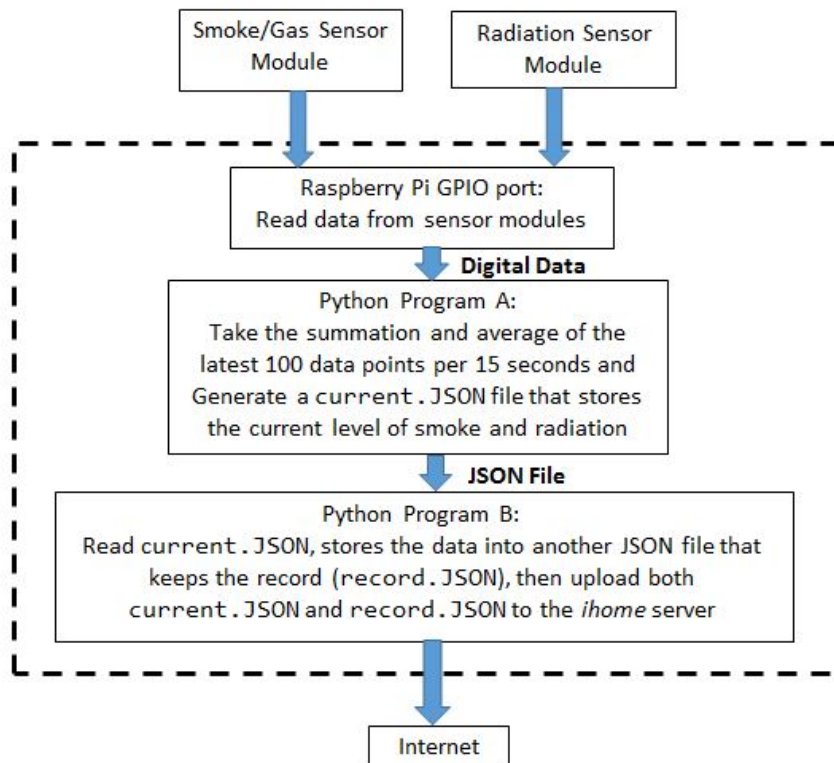 Smoke/Gas Sensor
Module
Radiation Sensor
Module
Raspberry Pi GPIO port:
Read data from sensor modules
Digital Data
Python Program A:
Take the summation and average of the
latest 100 data points per 15 seconds and
Generate a current.JSON file that stores
the current level of smoke and radiation
JSON File
Python Program B:
Read current.JSON, stores the data into another JSON file that
keeps the record (record.JSON), then upload both
current.JSON and record.JSON to the ihome server
Internet